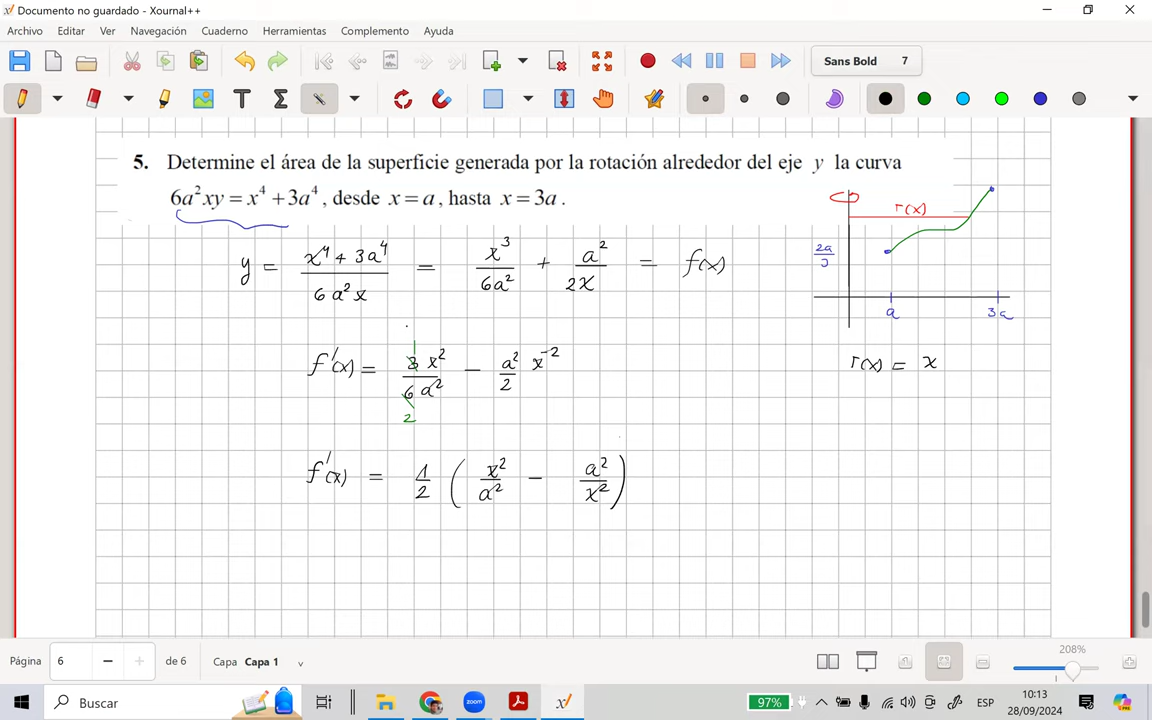 Documento no guardado - Xournal++
Archivo Editar Ver Navegación Cuaderno Herramientas Complemento Ayuda
Sans Bold 7
5. Determine el área de la superficie generada por la rotación alrededor del eje y la curva
6a²xy = x⁴ + 3a⁴, desde x = a, hasta x = 3a.
y = (x⁴ + 3a⁴)/(6a²x) = x³/(6a²) + a²/(2x) = f(x)
r(x)
2a/3
a 3a
f'(x) = 3x²/(6a²) - a²/2 x⁻²
1
2
r(x) = x
f'(x) = 1/2 (x²/a² - a²/x²)
Página 6 de 6 Capa Capa 1
208%
Buscar
97%
ESP
10:13
28/09/2024